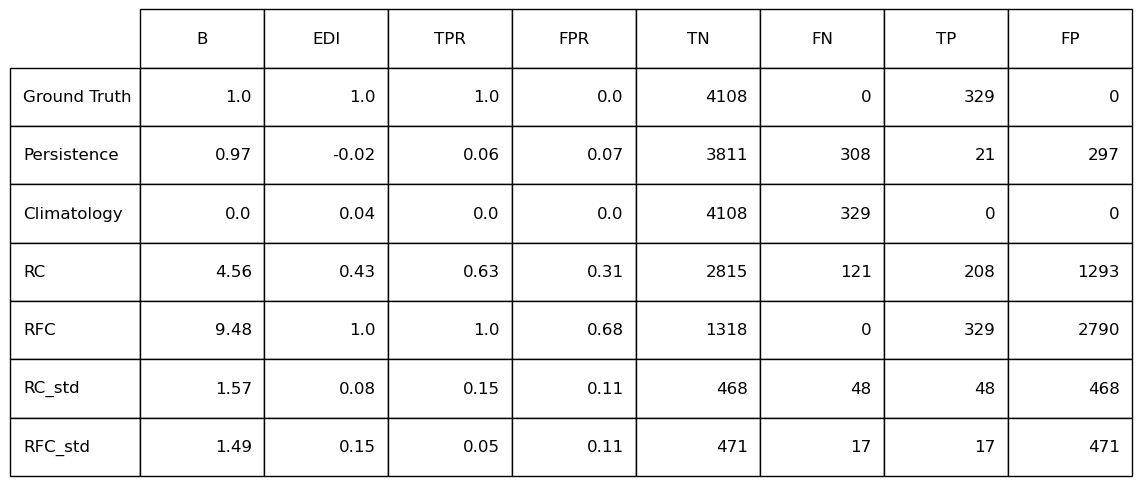 B EDI TPR FPR TN FN TP FP
Ground Truth 1.0 1.0 1.0 0.0 4108 0 329 0
Persistence 0.97 -0.02 0.06 0.07 3811 308 21 297
Climatology 0.0 0.04 0.0 0.0 4108 329 0 0
RC 4.56 0.43 0.63 0.31 2815 121 208 1293
RFC 9.48 1.0 1.0 0.68 1318 0 329 2790
RC_std 1.57 0.08 0.15 0.11 468 48 48 468
RFC_std 1.49 0.15 0.05 0.11 471 17 17 471